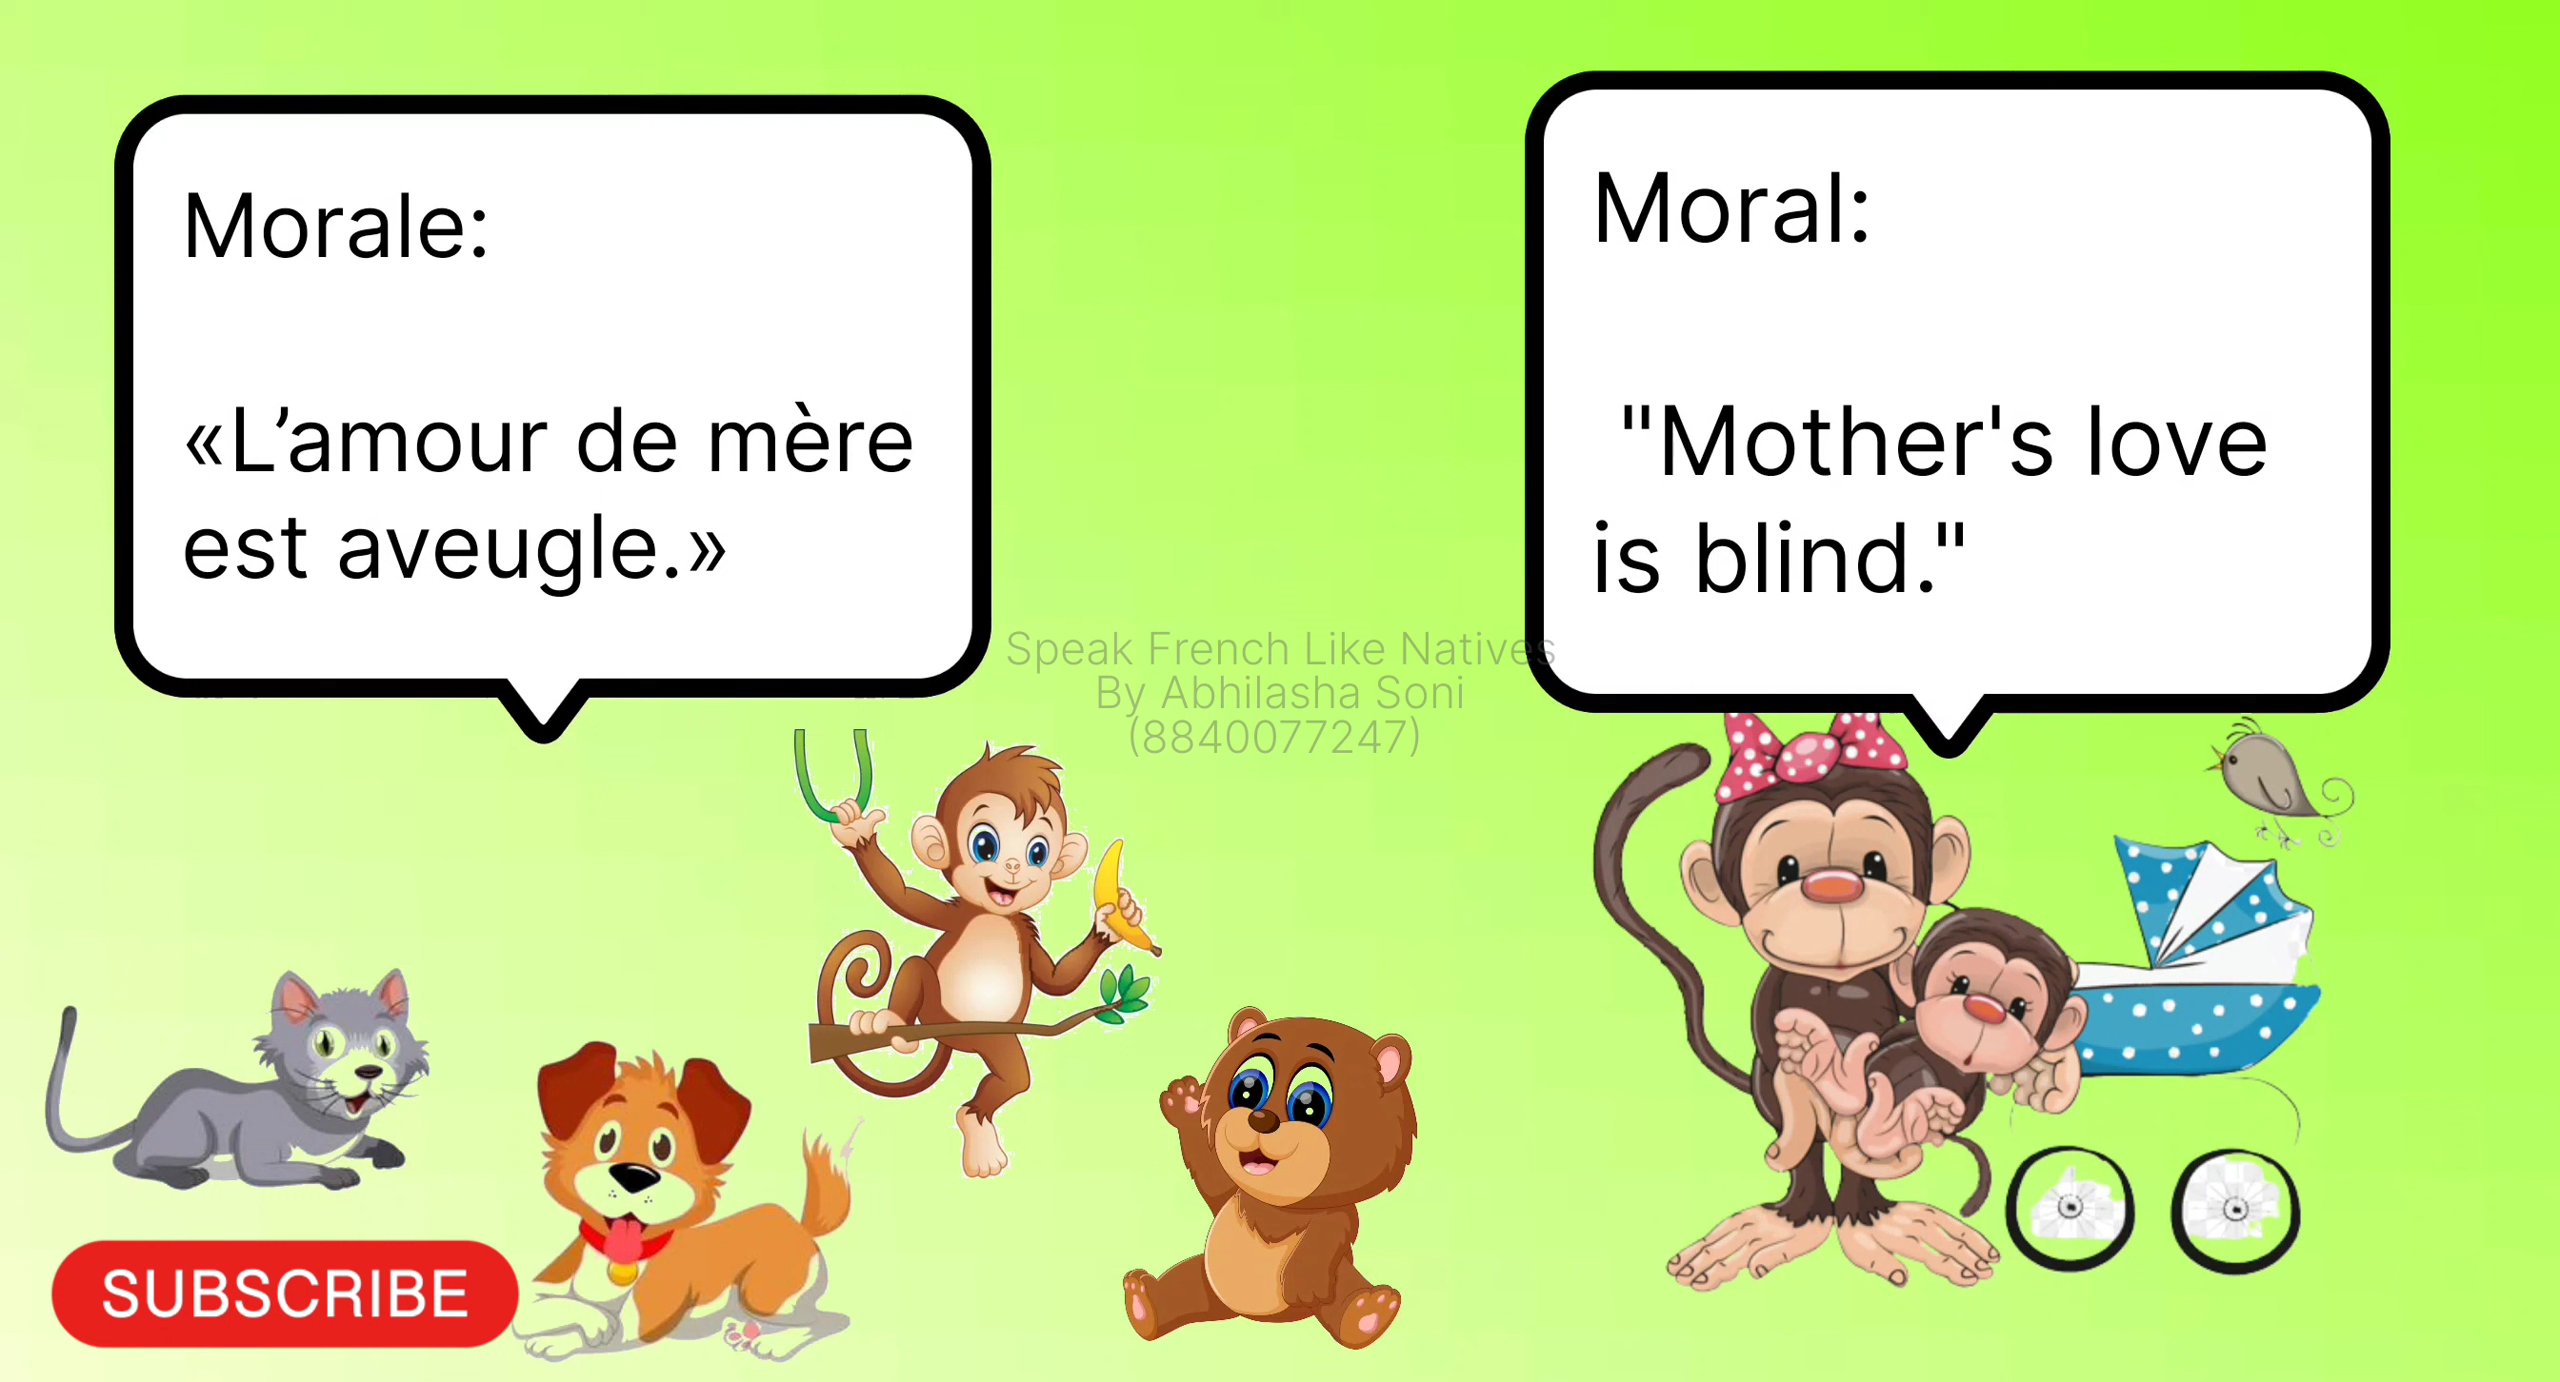 Morale:
«L’amour de mère
est aveugle.»
Moral:
"Mother's love
is blind."
Speak French Like Natives
By Abhilasha Soni
(8840077247)
SUBSCRIBE